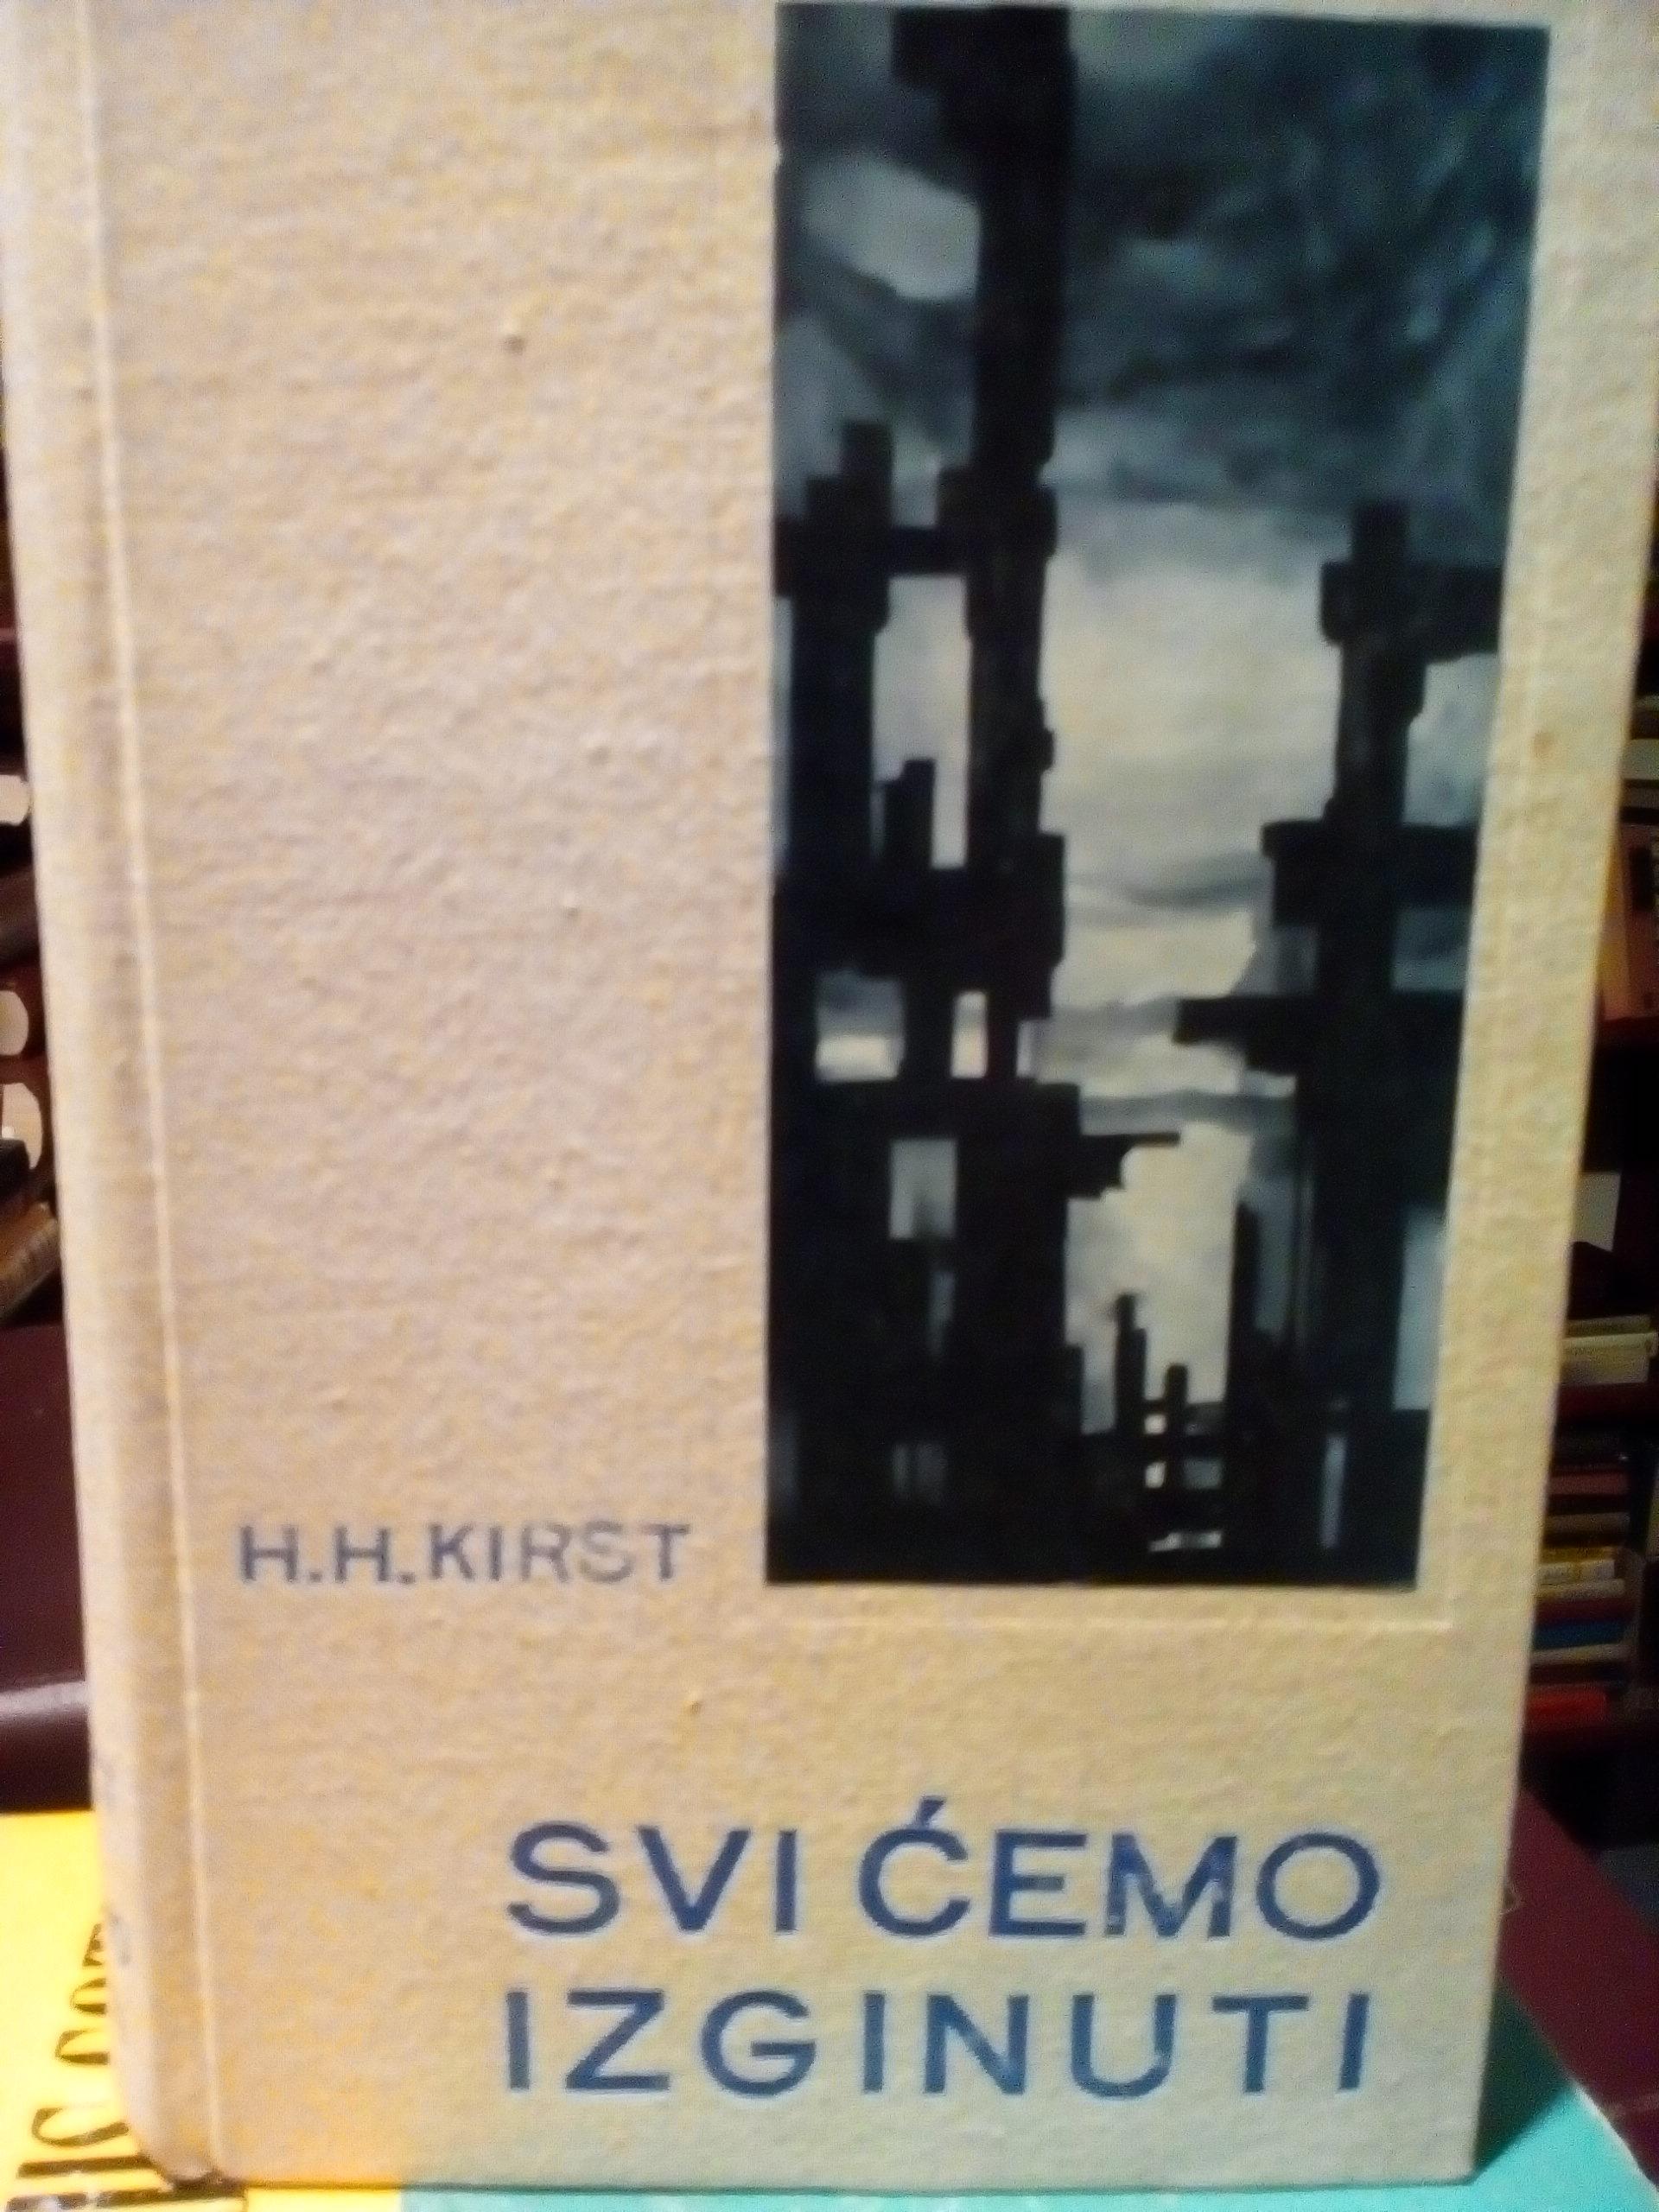 H.H.KIRST
SVI ĆEMO
IZGINUTI